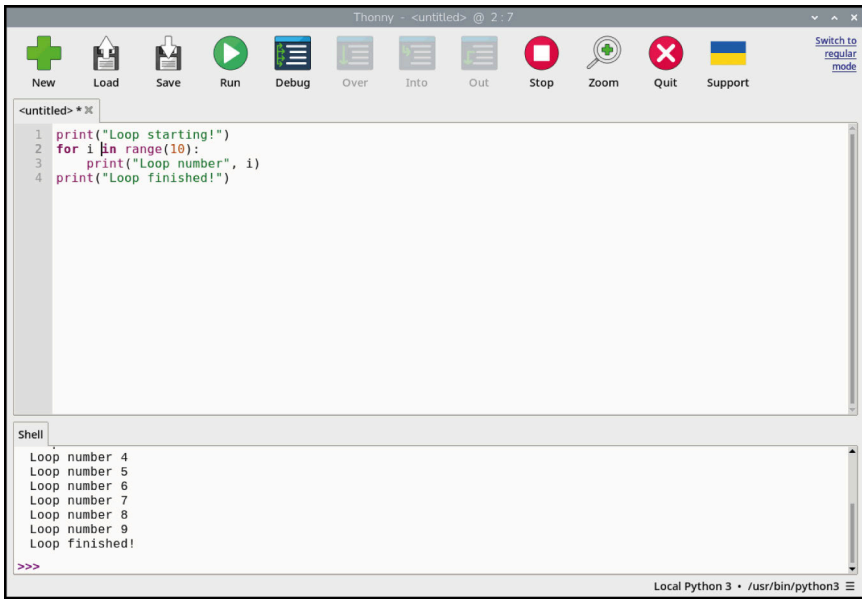 Thonny - <untitled> @ 2:7
New Load Save Run Debug Over Into Out Stop Zoom Quit Support
Switch to
regular
mode
<untitled> *
1 print("Loop starting!")
2 for i in range(10):
3     print("Loop number", i)
4 print("Loop finished!")
Shell
Loop number 4
Loop number 5
Loop number 6
Loop number 7
Loop number 8
Loop number 9
Loop finished!
>>>
Local Python 3 • /usr/bin/python3 ☰